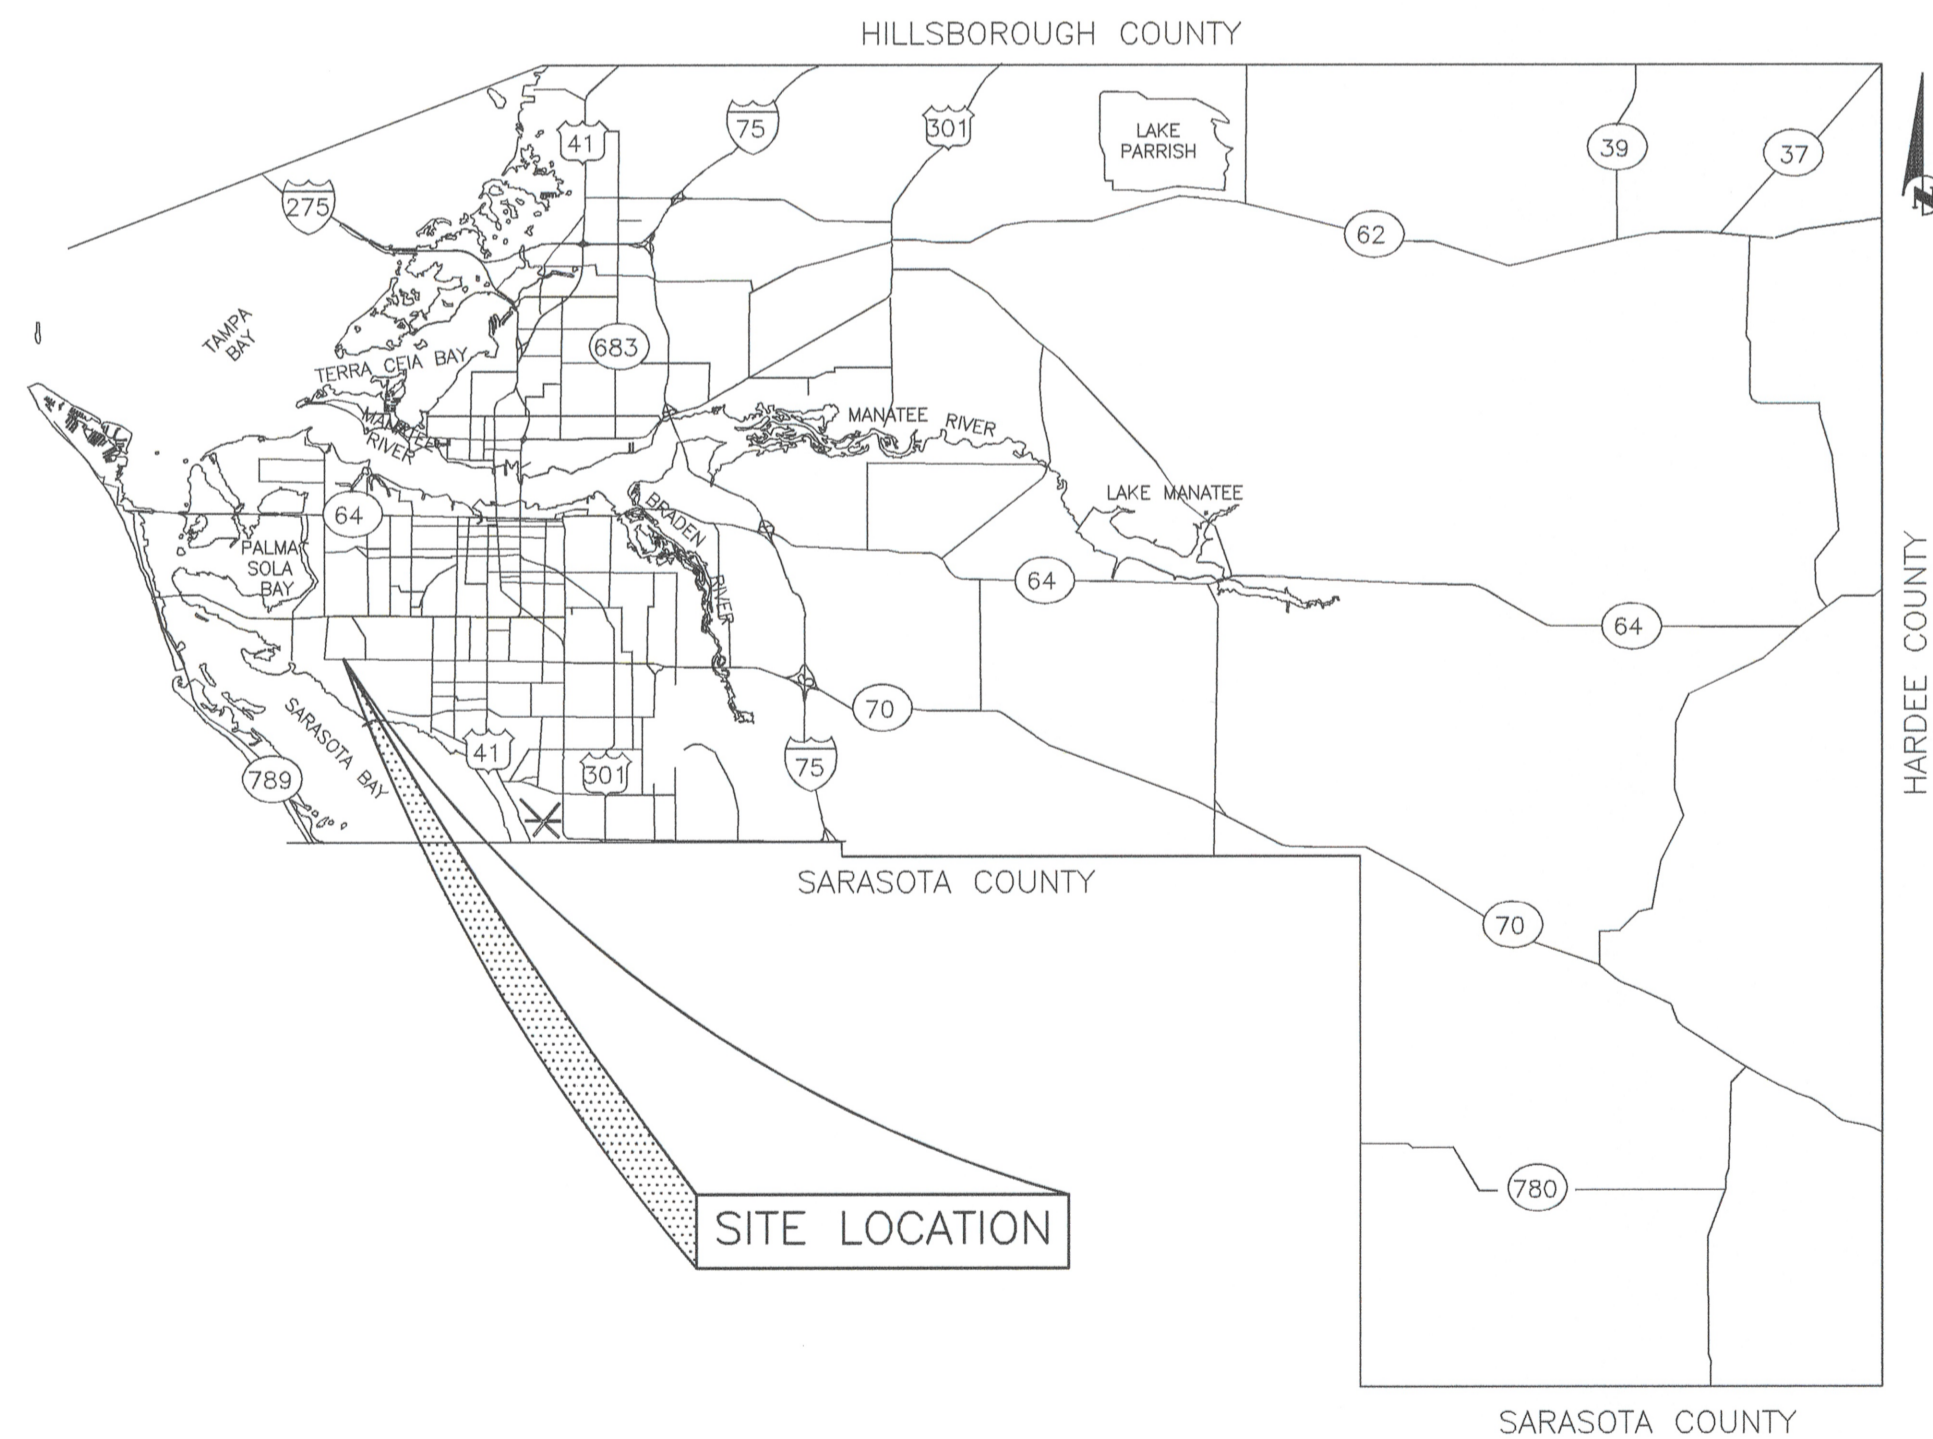 HILLSBOROUGH COUNTY
41
75
301
LAKE
PARRISH
39
37
N
275
62
TAMPA
BAY
TERRA CEIA BAY
683
MANATEE
RIVER
MANATEE RIVER
64
BRADEN
RIVER
LAKE MANATEE
PALMA
SOLA
BAY
64
64
HARDEE COUNTY
70
SARASOTA BAY
789
41
301
75
SARASOTA COUNTY
70
780
SITE LOCATION
SARASOTA COUNTY